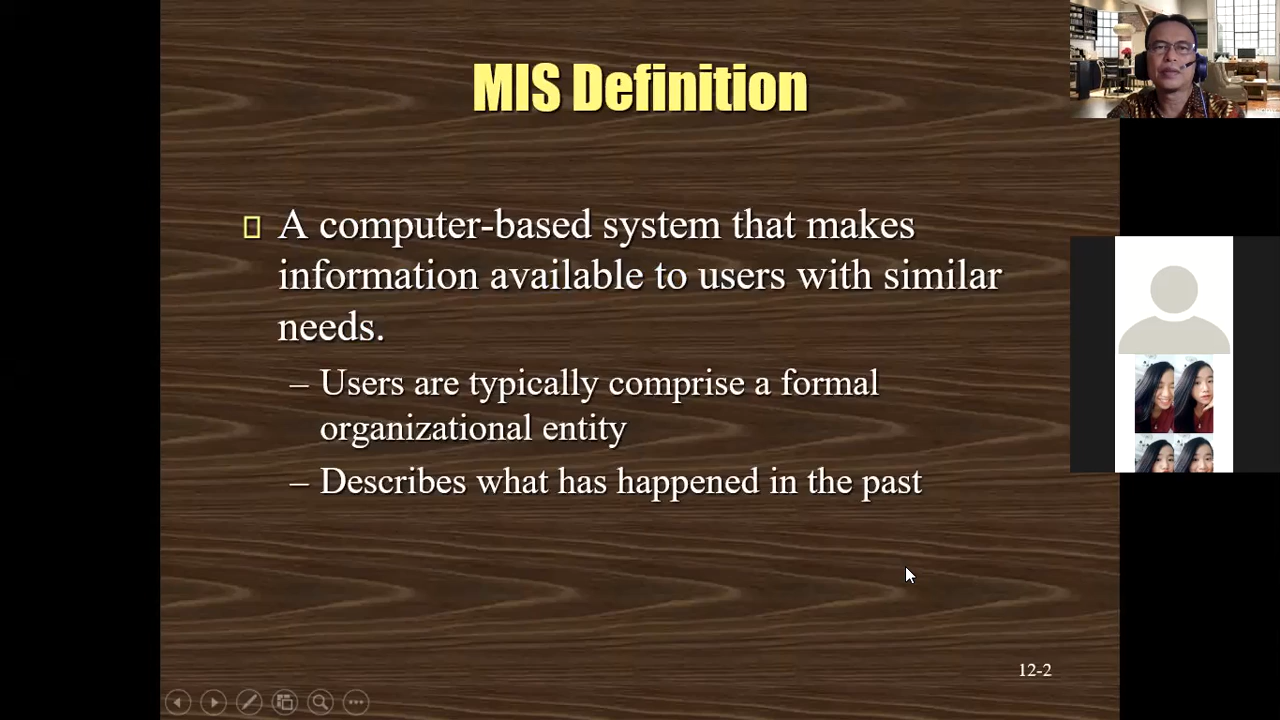 MIS Definition
A computer-based system that makes
information available to users with similar
needs.
– Users are typically comprise a formal
organizational entity
– Describes what has happened in the past
12-2